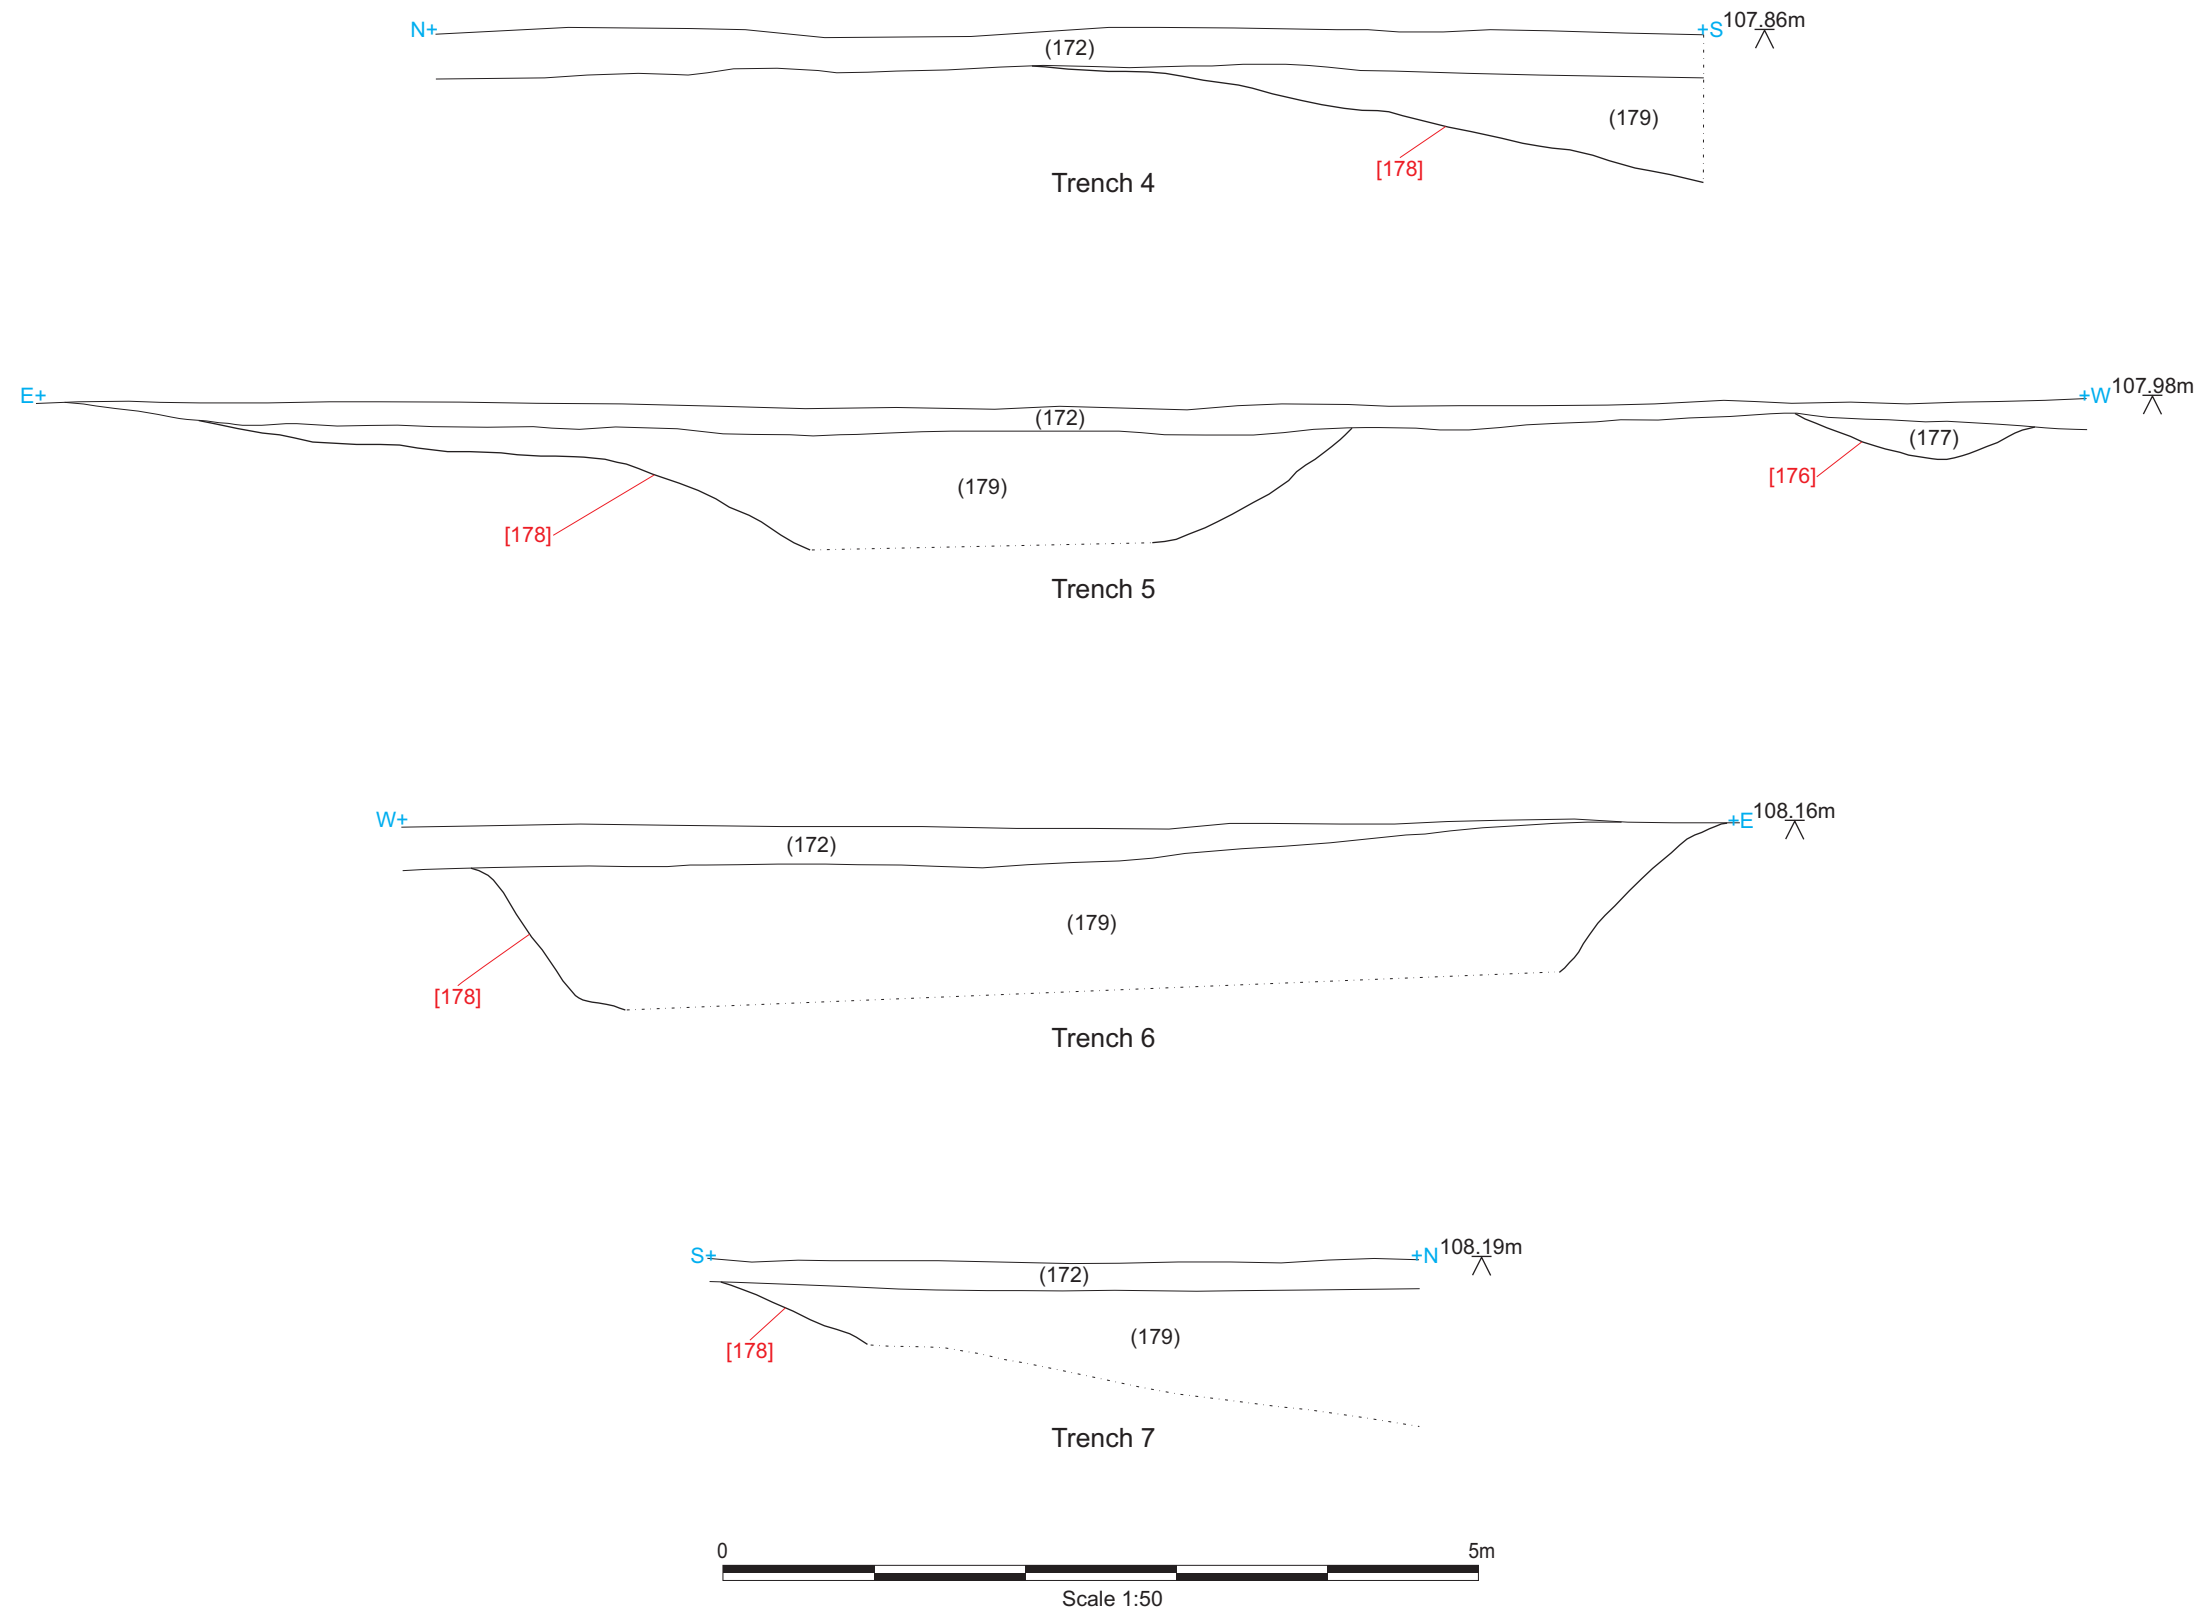 N+ +S 107.86m
(172)
(179)
[178]
Trench 4
E+ +W 107.98m
(172)
(177)
[176]
(179)
[178]
Trench 5
W+ +E 108.16m
(172)
(179)
[178]
Trench 6
S+ +N 108.19m
(172)
(179)
[178]
Trench 7
0 5m
Scale 1:50